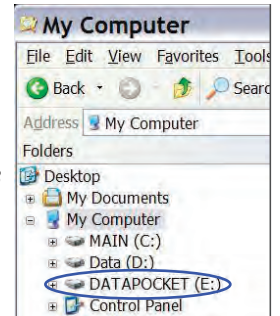 My Computer
File Edit View Favorites Tools
Back Searc
Address My Computer
Folders
Desktop
My Documents
My Computer
MAIN (C:)
Data (D:)
DATAPOCKET (E:)
Control Panel